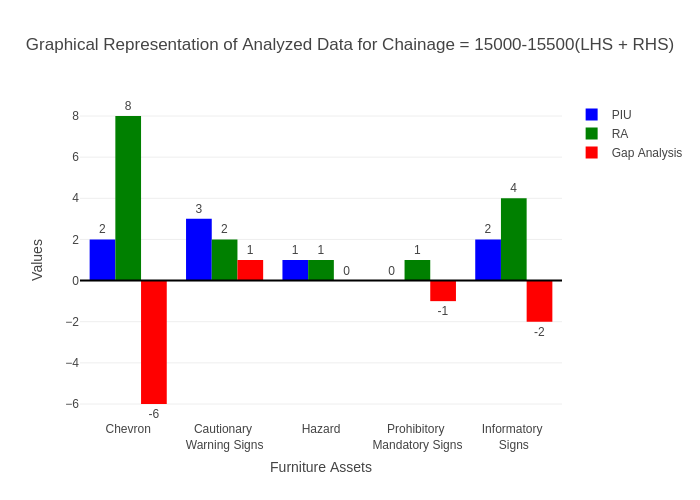 Graphical Representation of Analyzed Data for Chainage = 15000-15500(LHS + RHS)
PIU
RA
Gap Analysis
Values
8
6
4
2
0
−2
−4
−6
2
8
-6
3
2
1
1
1
0
0
1
-1
2
4
-2
Chevron
Cautionary
Warning Signs
Hazard
Prohibitory
Mandatory Signs
Informatory
Signs
Furniture Assets